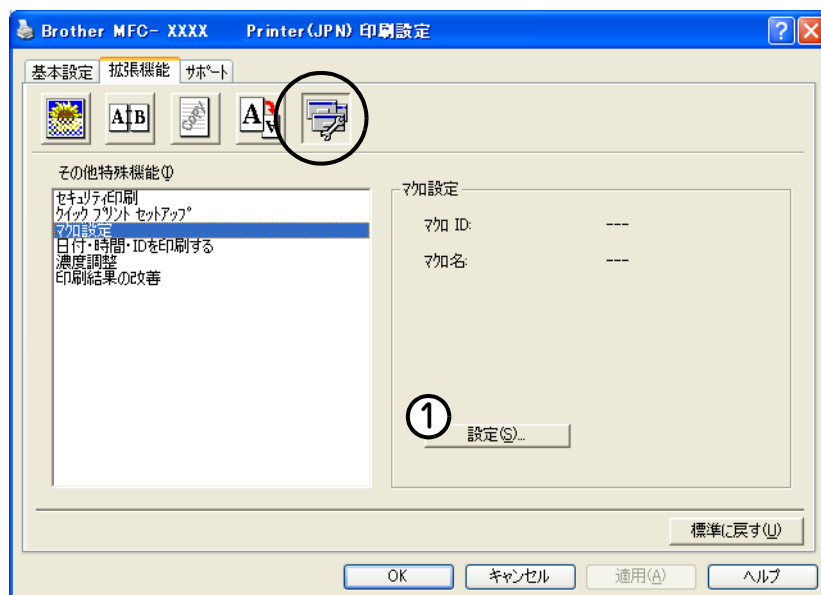 Brother MFC- XXXX Printer(JPN) 印刷設定
基本設定 拡張機能 サポート
A B A A
その他特殊機能(I)
セキュリティ印刷
クイック プリント セットアップ
マクロ設定
日付・時間・IDを印刷する
濃度調整
印刷結果の改善
マクロ設定
マクロ ID: ---
マクロ名: ---
①
設定(S)...
標準に戻す(U)
OK キャンセル 適用(A) ヘルプ